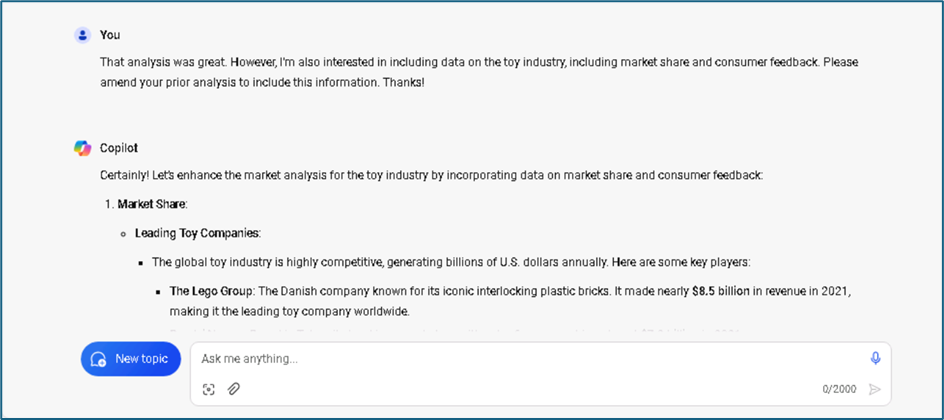 You
That analysis was great. However, I'm also interested in including data on the toy industry, including market share and consumer feedback. Please
amend your prior analysis to include this information. Thanks!
Copilot
Certainly! Let's enhance the market analysis for the toy industry by incorporating data on market share and consumer feedback:
1. Market Share:
Leading Toy Companies:
The global toy industry is highly competitive, generating billions of U.S. dollars annually. Here are some key players:
The Lego Group: The Danish company known for its iconic interlocking plastic bricks. It made nearly $8.5 billion in revenue in 2021,
making it the leading toy company worldwide.
New topic
Ask me anything...
0/2000